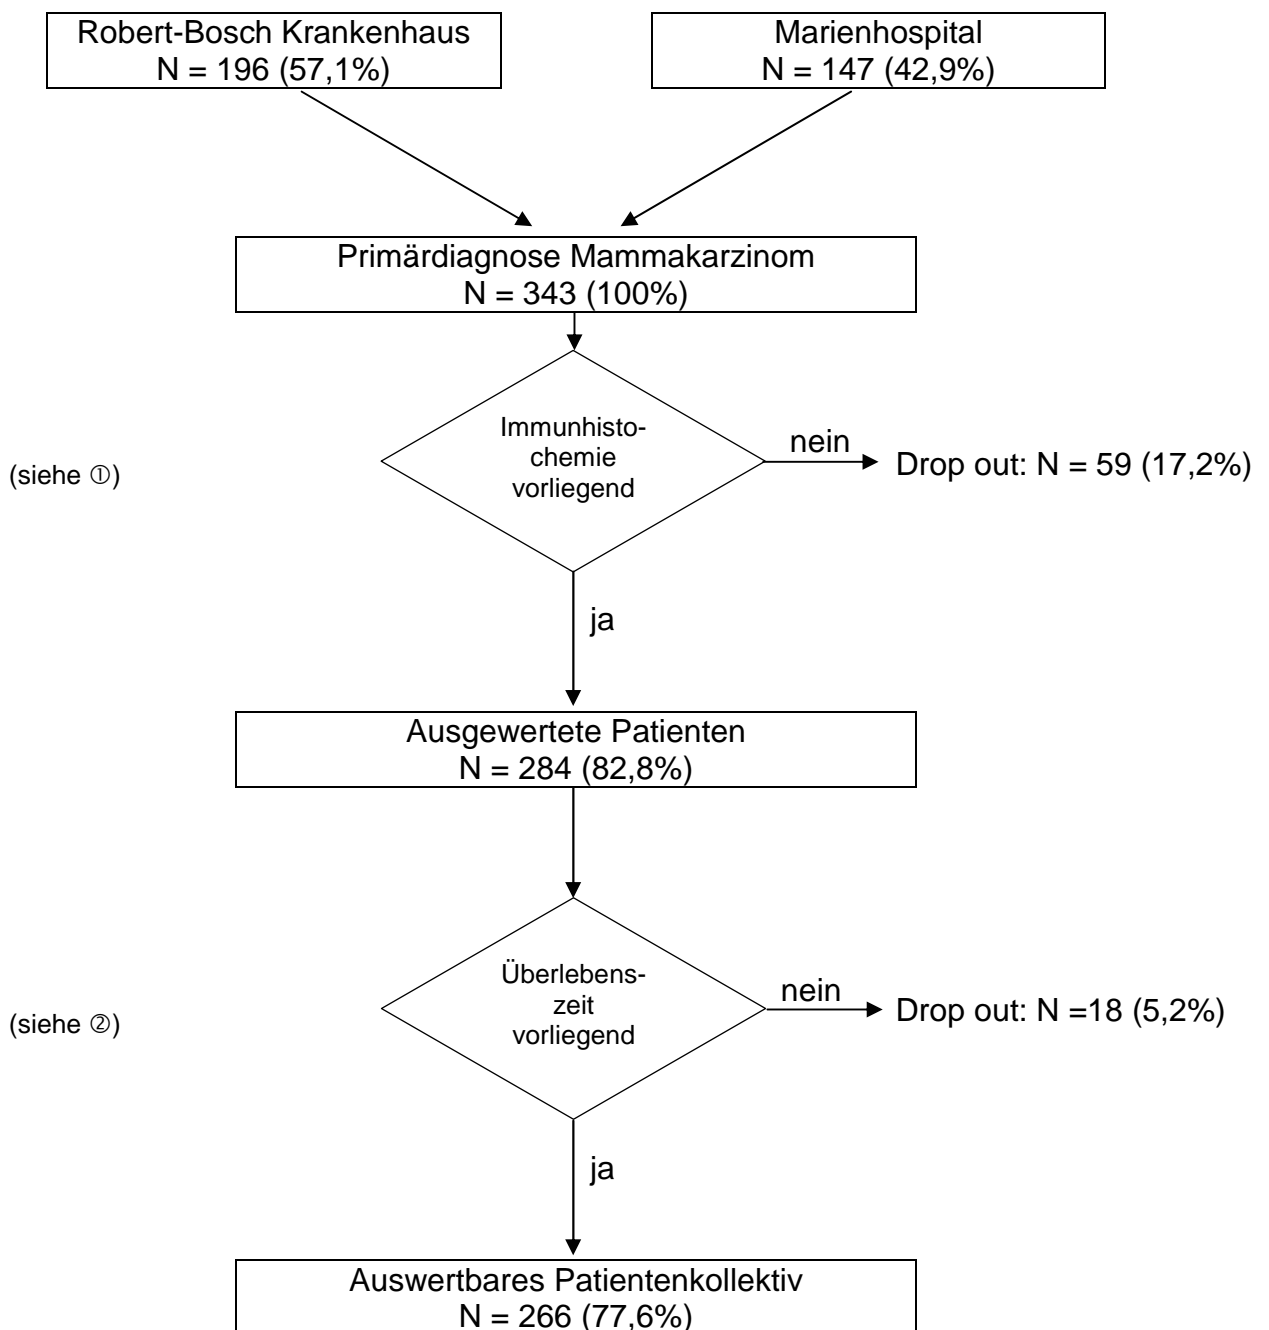 Robert-Bosch Krankenhaus
N = 196 (57,1%)
Marienhospital
N = 147 (42,9%)
Primärdiagnose Mammakarzinom
N = 343 (100%)
Immunhisto-
chemie
vorliegend
nein
Drop out: N = 59 (17,2%)
(siehe ①)
ja
Ausgewertete Patienten
N = 284 (82,8%)
Überlebens-
zeit
vorliegend
nein
Drop out: N =18 (5,2%)
(siehe ②)
ja
Auswertbares Patientenkollektiv
N = 266 (77,6%)